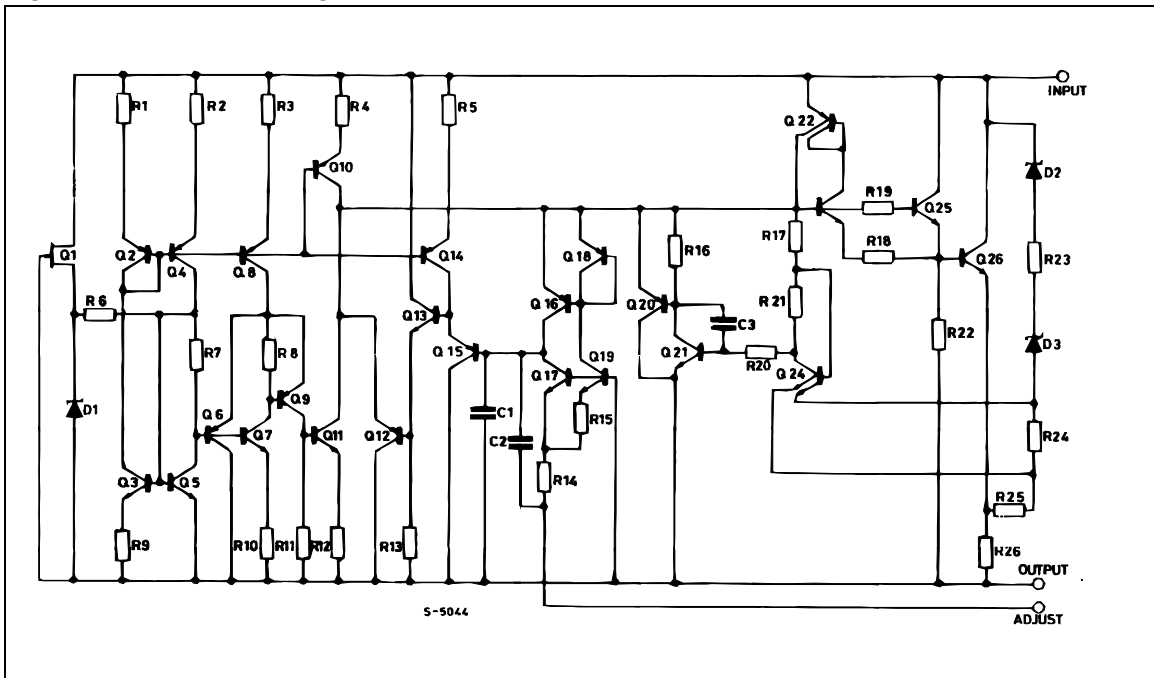 INPUT
R1
R2
R3
R4
R5
Q22
Q10
D2
R19
Q25
Q1
Q2
Q4
Q8
Q14
Q18
R16
R17
R18
Q26
R23
R6
Q16
Q20
R21
Q13
C3
R22
D3
R7
R8
Q15
Q19
Q21
R20
Q17
Q24
D1
Q6
Q9
C1
R15
Q7
Q11
Q12
C2
R24
Q3
Q5
R14
R25
R9
R10
R11
R12
R13
R26
OUTPUT
S-5044
ADJUST